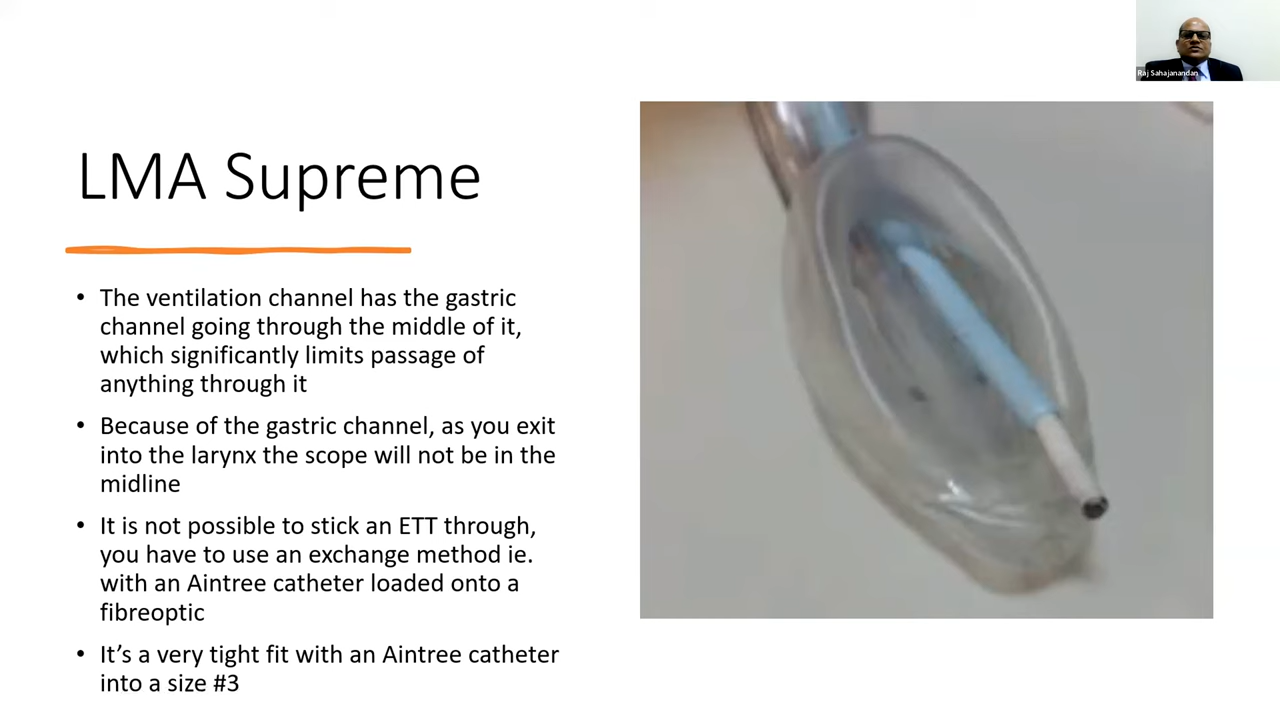 Raj Sahajanandan
LMA Supreme
• The ventilation channel has the gastric
channel going through the middle of it,
which significantly limits passage of
anything through it
• Because of the gastric channel, as you exit
into the larynx the scope will not be in the
midline
• It is not possible to stick an ETT through,
you have to use an exchange method ie.
with an Aintree catheter loaded onto a
fibreoptic
• It’s a very tight fit with an Aintree catheter
into a size #3